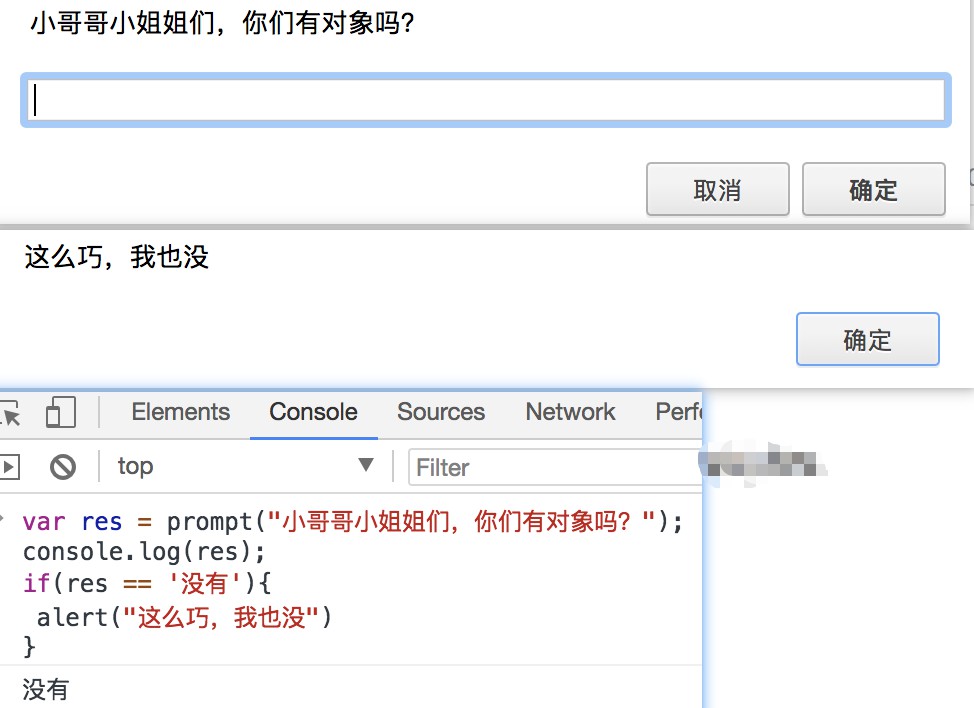 小哥哥小姐姐们，你们有对象吗？
取消 确定
这么巧，我也没
确定
Elements Console Sources Network
top Filter
var res = prompt("小哥哥小姐姐们，你们有对象吗？");
console.log(res);
if(res == '没有'){
alert("这么巧，我也没")
}
没有